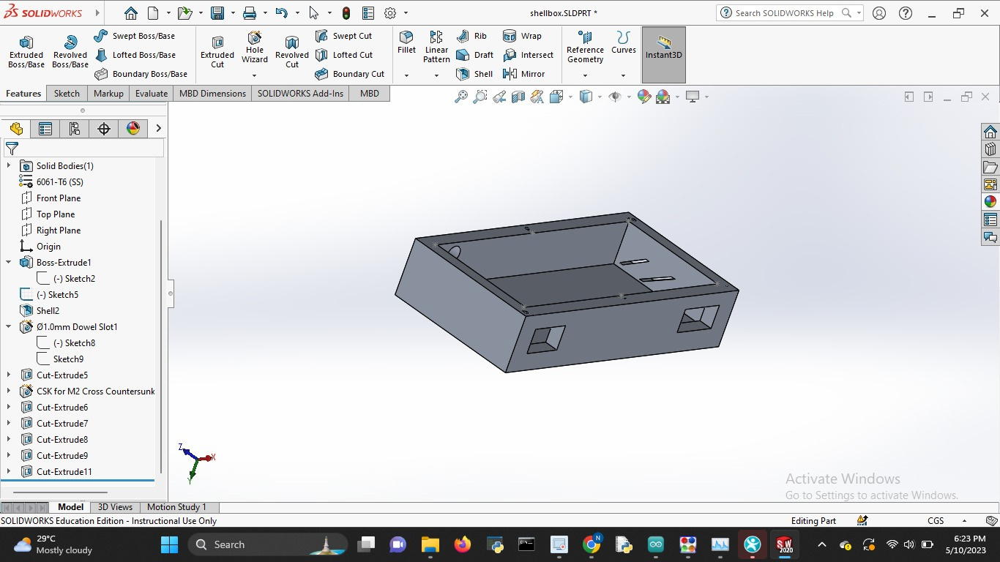 SOLIDWORKS
shellbox.SLDPRT *
Search SOLIDWORKS Help
Extruded Boss/Base
Revolved Boss/Base
Swept Boss/Base
Lofted Boss/Base
Boundary Boss/Base
Extruded Cut
Hole Wizard
Revolved Cut
Swept Cut
Lofted Cut
Boundary Cut
Fillet
Linear Pattern
Rib
Draft
Shell
Wrap
Intersect
Mirror
Reference Geometry
Curves
Instant3D
Features
Sketch
Markup
Evaluate
MBD Dimensions
SOLIDWORKS Add-Ins
MBD
Solid Bodies(1)
6061-T6 (SS)
Front Plane
Top Plane
Right Plane
Origin
Boss-Extrude1
(-) Sketch2
(-) Sketch5
Shell2
Ø1.0mm Dowel Slot1
(-) Sketch8
Sketch9
Cut-Extrude5
CSK for M2 Cross Countersunk
Cut-Extrude6
Cut-Extrude7
Cut-Extrude8
Cut-Extrude9
Cut-Extrude11
Z
X
Y
Activate Windows
Go to Settings to activate Windows.
Model
3D Views
Motion Study 1
SOLIDWORKS Education Edition - Instructional Use Only
Editing Part
CGS
29°C
Mostly cloudy
Search
N
SW
2020
6:23 PM
5/10/2023